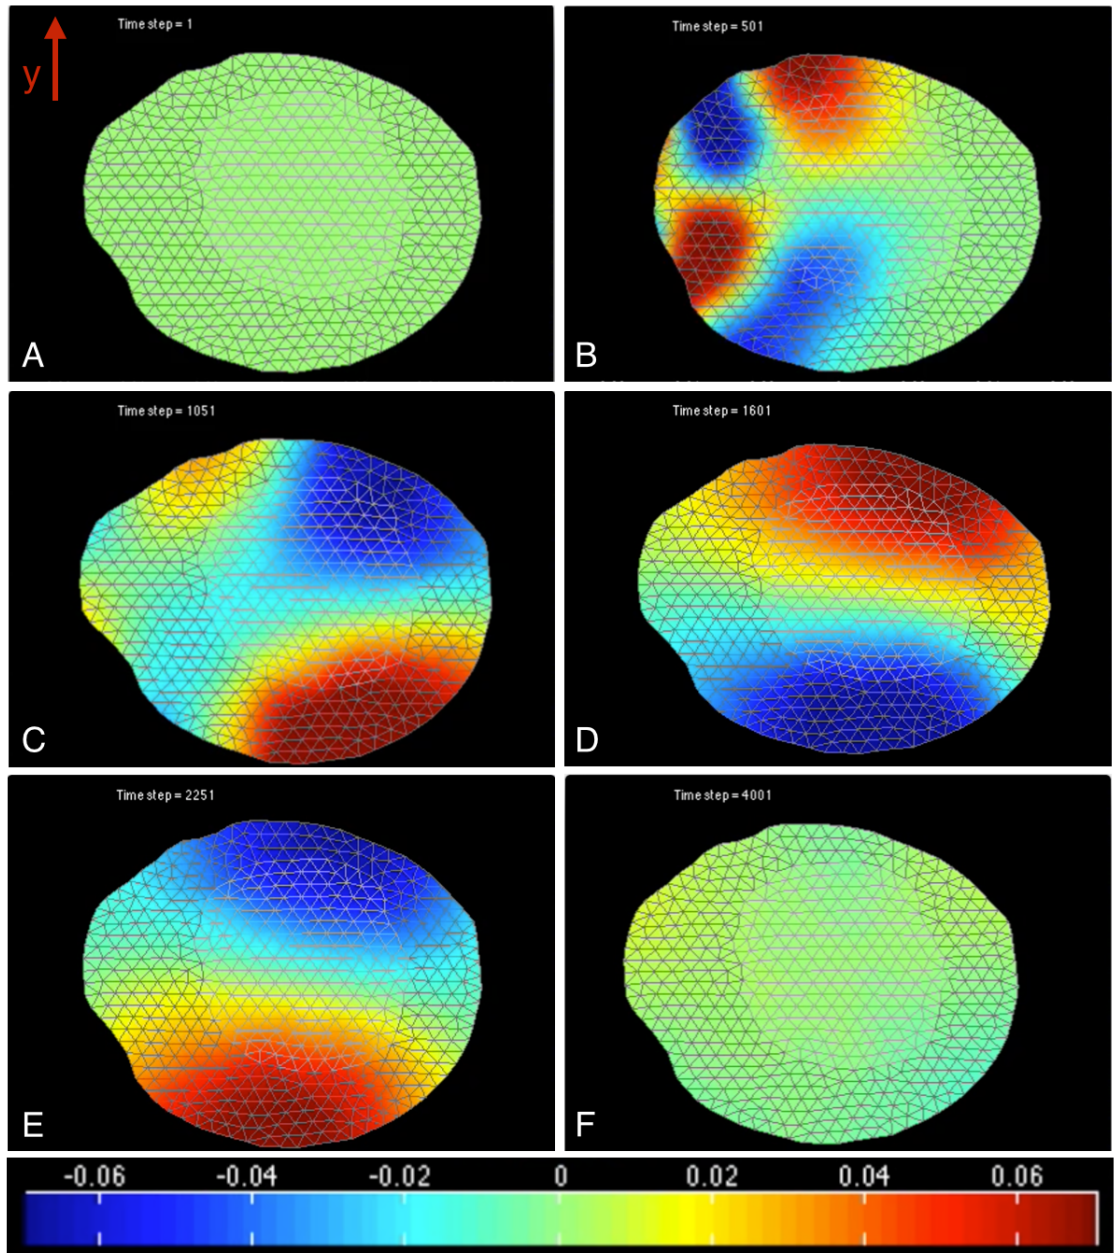 Time step = 1
y
A
Time step = 501
B
Time step = 1051
C
Time step = 1601
D
Time step = 2251
E
Time step = 4001
F
-0.06 -0.04 -0.02 0 0.02 0.04 0.06